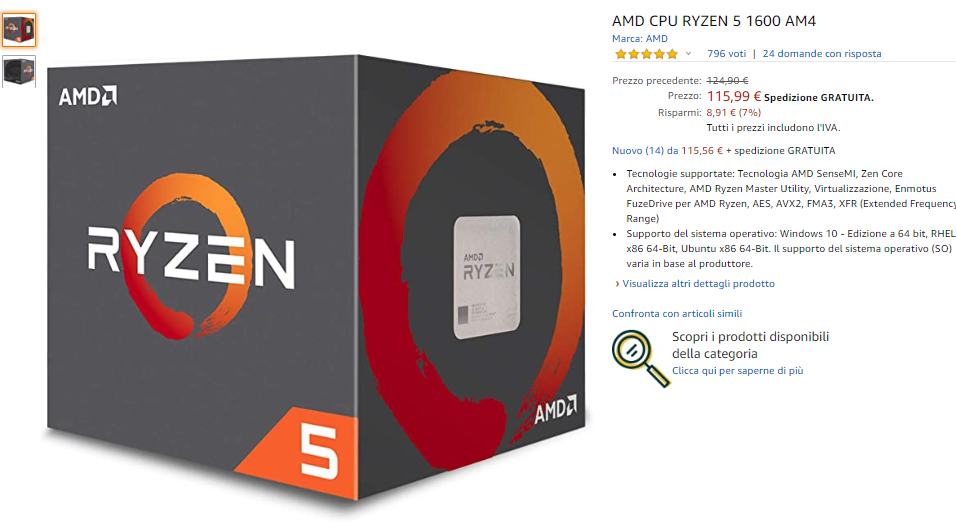 AMD
RYZEN
5
AMD
RYZEN
AMD
AMD CPU RYZEN 5 1600 AM4
Marca: AMD
796 voti | 24 domande con risposta
Prezzo precedente: 124,90 €
Prezzo: 115,99 € Spedizione GRATUITA.
Risparmi: 8,91 € (7%)
Tutti i prezzi includono l'IVA.
Nuovo (14) da 115,56 € + spedizione GRATUITA
• Tecnologie supportate: Tecnologia AMD SenseMI, Zen Core
Architecture, AMD Ryzen Master Utility, Virtualizzazione, Enmotus
FuzeDrive per AMD Ryzen, AES, AVX2, FMA3, XFR (Extended Frequency
Range)
• Supporto del sistema operativo: Windows 10 - Edizione a 64 bit, RHEL
x86 64-Bit, Ubuntu x86 64-Bit. Il supporto del sistema operativo (SO)
varia in base al produttore.
› Visualizza altri dettagli prodotto
Confronta con articoli simili
Scopri i prodotti disponibili
della categoria
Clicca qui per saperne di più